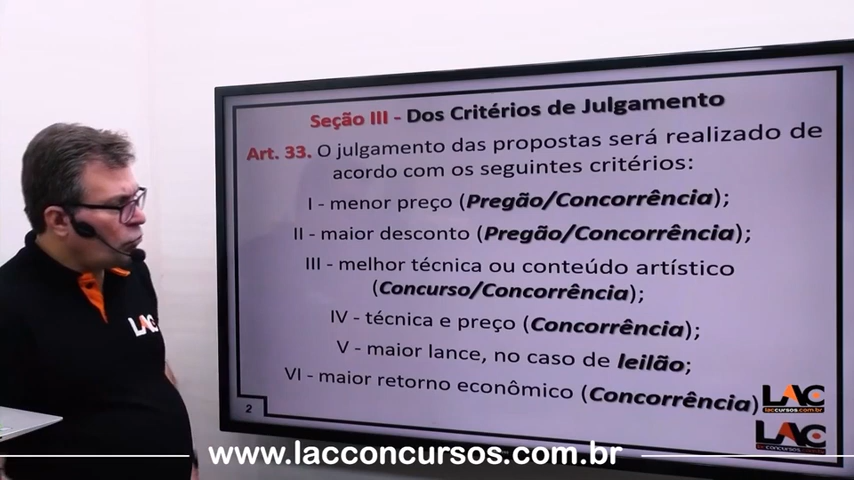 Seção III - Dos Critérios de Julgamento
Art. 33. O julgamento das propostas será realizado de
acordo com os seguintes critérios:
I - menor preço (Pregão/Concorrência);
II - maior desconto (Pregão/Concorrência);
III - melhor técnica ou conteúdo artístico
(Concurso/Concorrência);
IV - técnica e preço (Concorrência);
V - maior lance, no caso de leilão;
VI - maior retorno econômico (Concorrência)
2
LAC
lacconcursos.com.br
LAC
LAC
www.lacconcursos.com.br